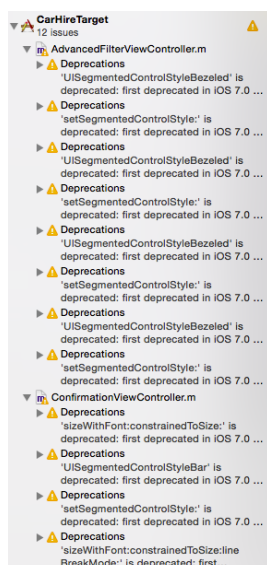 CarHireTarget
12 issues
AdvancedFilterViewController.m
Deprecations
'UISegmentedControlStyleBezeled' is
deprecated: first deprecated in iOS 7.0 ...
Deprecations
'setSegmentedControlStyle:' is
deprecated: first deprecated in iOS 7.0 ...
Deprecations
'UISegmentedControlStyleBezeled' is
deprecated: first deprecated in iOS 7.0 ...
Deprecations
'setSegmentedControlStyle:' is
deprecated: first deprecated in iOS 7.0 ...
Deprecations
'UISegmentedControlStyleBezeled' is
deprecated: first deprecated in iOS 7.0 ...
Deprecations
'setSegmentedControlStyle:' is
deprecated: first deprecated in iOS 7.0 ...
Deprecations
'UISegmentedControlStyleBezeled' is
deprecated: first deprecated in iOS 7.0 ...
Deprecations
'setSegmentedControlStyle:' is
deprecated: first deprecated in iOS 7.0 ...
ConfirmationViewController.m
Deprecations
'sizeWithFont:constrainedToSize:' is
deprecated: first deprecated in iOS 7.0 ...
Deprecations
'UISegmentedControlStyleBar' is
deprecated: first deprecated in iOS 7.0 ...
Deprecations
'setSegmentedControlStyle:' is
deprecated: first deprecated in iOS 7.0 ...
Deprecations
'sizeWithFont:constrainedToSize:line
BreakMode:' is deprecated: first